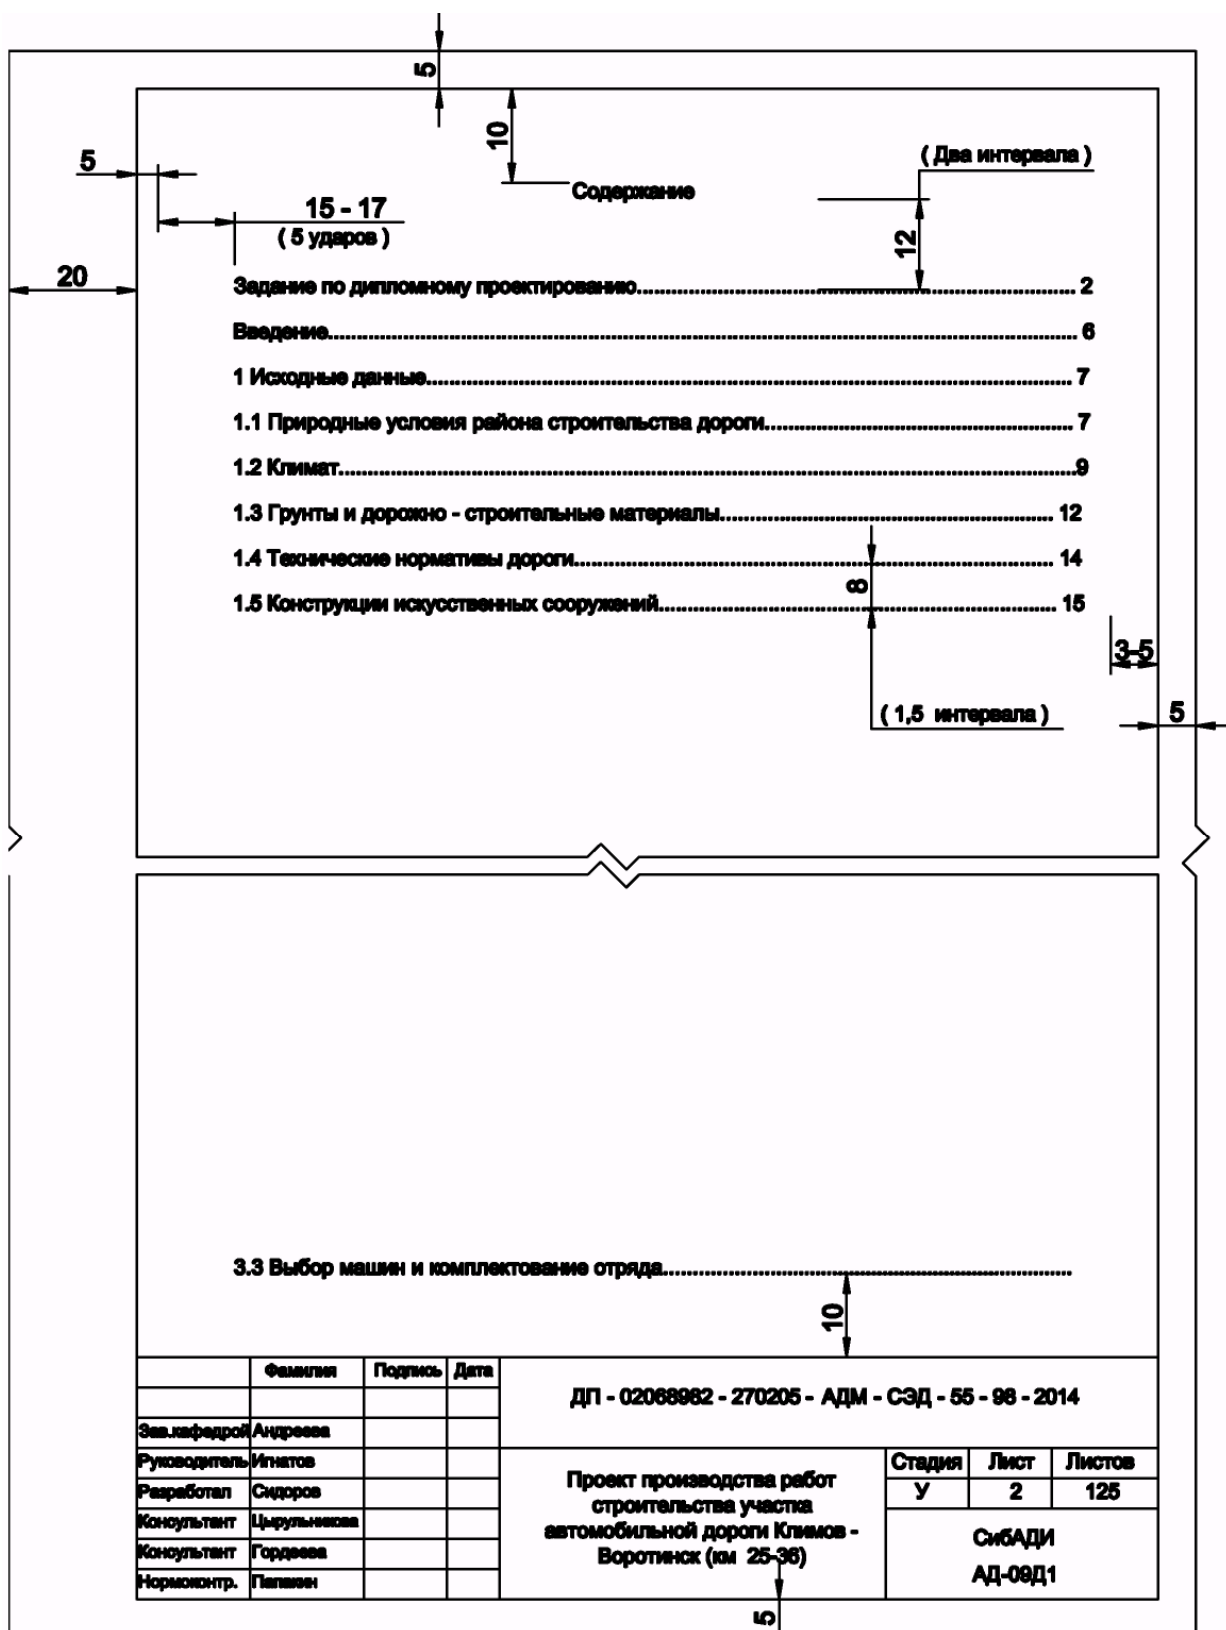 5
10
5
( Два интервала )
Содержание
15 - 17
( 5 ударов )
12
20
Задание по дипломному проектированию........................................................................ 2
Введение............................................................................................................................ 6
1 Исходные данные........................................................................................................... 7
1.1 Природные условия района строительства дороги................................................... 7
1.2 Климат..........................................................................................................................9
1.3 Грунты и дорожно - строительные материалы....................................................... 12
1.4 Технические нормативы дороги............................................................................... 14
8
1.5 Конструкции искусственных сооружений................................................................. 15
3-5
( 1,5 интервала )
5
3.3 Выбор машин и комплектование отряда...................................................................
10
Фамилия Подпись Дата
ДП - 02068982 - 270205 - АДМ - СЭД - 55 - 98 - 2014
Зав.кафедрой Андреева
Руководитель Игнатов
Разработал Сидоров
Консультант Цырульникова
Консультант Гордеева
Нормоконтр. Папакин
Проект производства работ
строительства участка
автомобильной дороги Климов -
Воротинск (км 25-36)
Стадия Лист Листов
У 2 125
СибАДИ
АД-09Д1
5